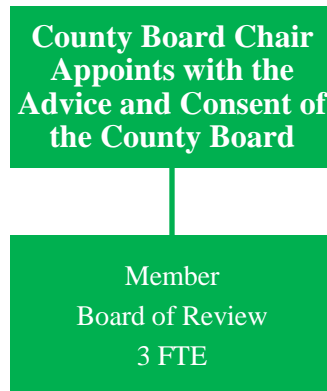 County Board Chair
Appoints with the
Advice and Consent of
the County Board
Member
Board of Review
3 FTE